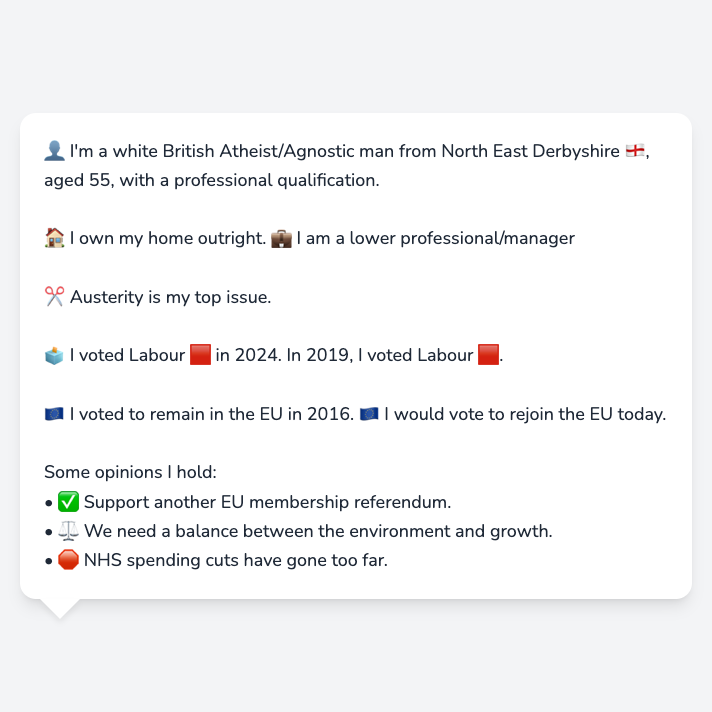 👤 I'm a white British Atheist/Agnostic man from North East Derbyshire 🏴󠁧󠁢󠁥󠁮󠁧󠁿,
aged 55, with a professional qualification.
🏠 I own my home outright. 💼 I am a lower professional/manager
✂️ Austerity is my top issue.
🗳️ I voted Labour 🟥 in 2024. In 2019, I voted Labour 🟥.
🇪🇺 I voted to remain in the EU in 2016. 🇪🇺 I would vote to rejoin the EU today.
Some opinions I hold:
• ✅ Support another EU membership referendum.
• ⚖️ We need a balance between the environment and growth.
• 🛑 NHS spending cuts have gone too far.